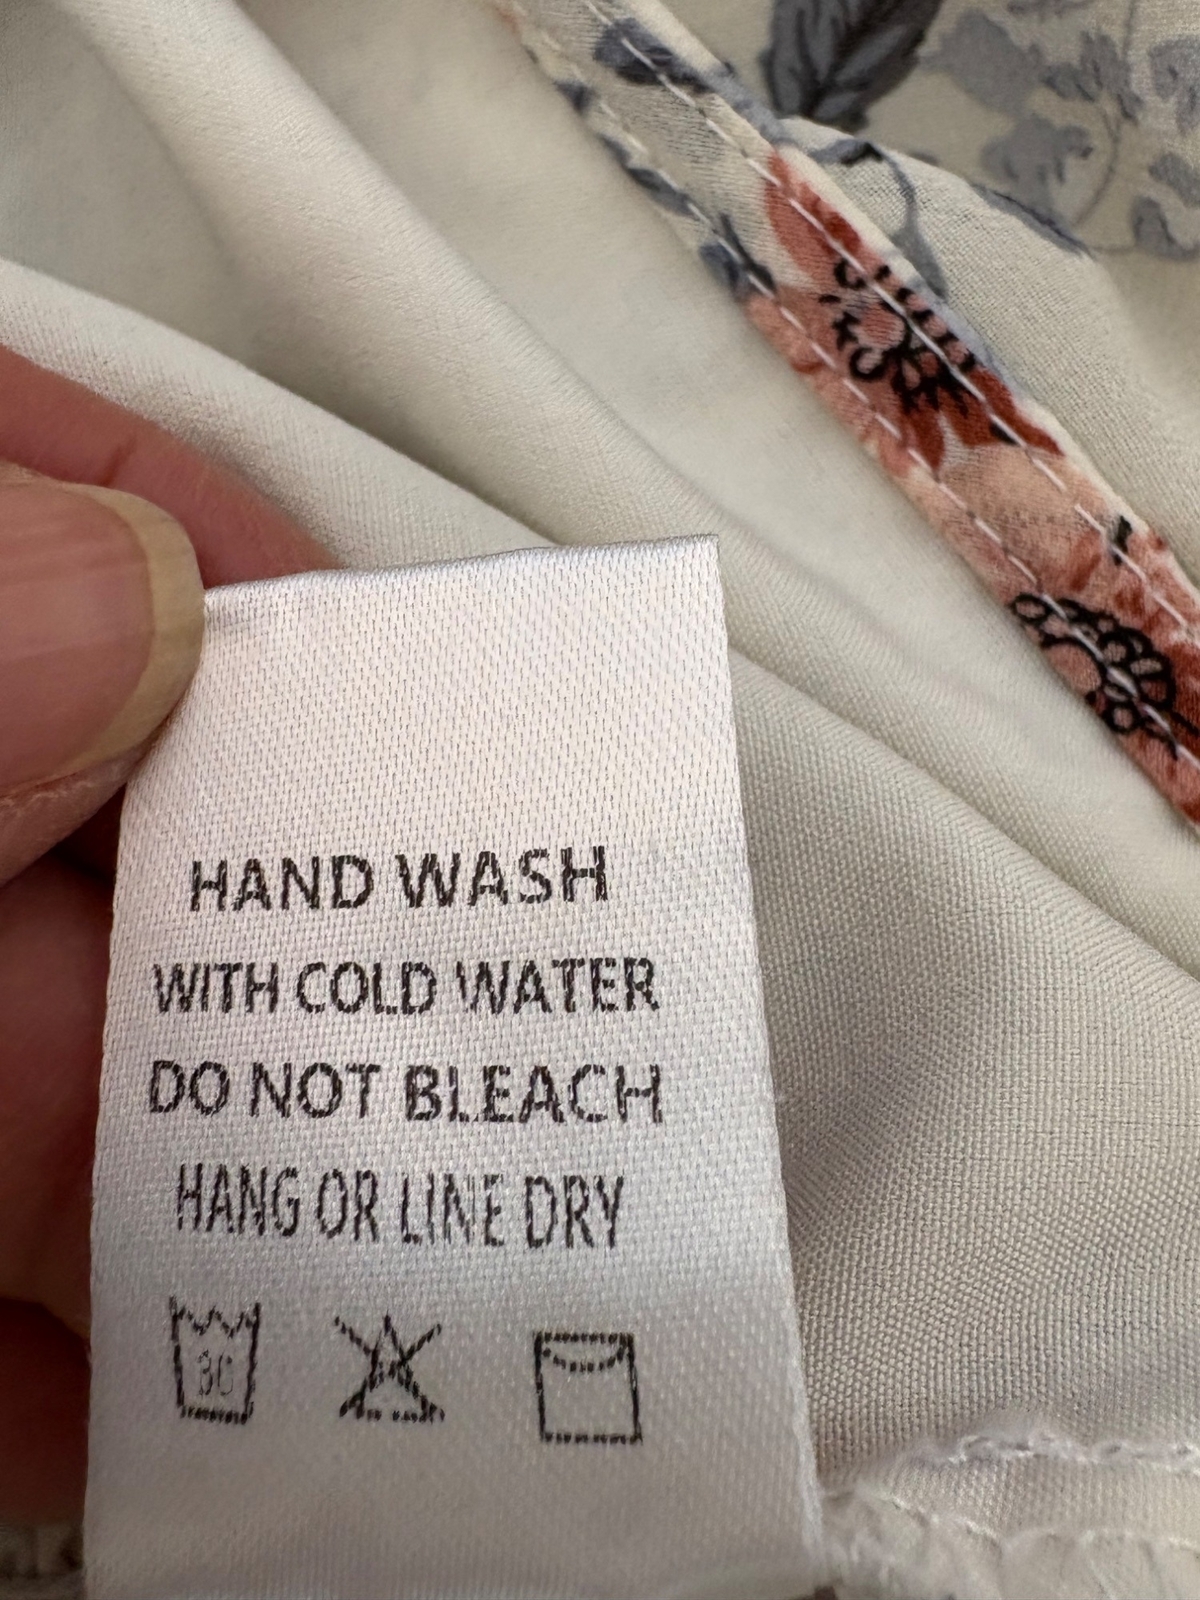 HAND WASH
WITH COLD WATER
DO NOT BLEACH
HANG OR LINE DRY
30